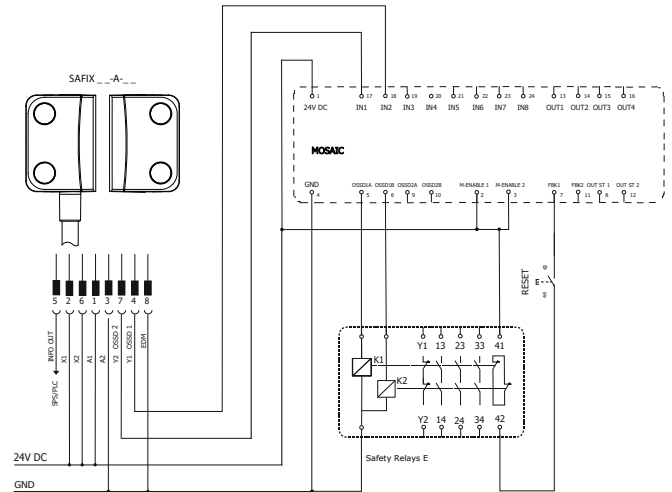 SAFIX _ _-A-_ _
1 17 18 19 20 21 22 23 24 13 14 15 16
24V DC IN1 IN2 IN3 IN4 IN5 IN6 IN7 IN8 OUT1 OUT2 OUT3 OUT4
MOSAIC
GND OSSD1A OSSD1B OSSD2A OSSD2B M-ENABLE 1 M-ENABLE 2 FBK1 FBK2 OUT ST 1 OUT ST 2
4 5 6 9 10 2 3 7 11 8 12
43
RESET
E
44
5 2 6 1 3 7 4 8
INFO OUT
SPS/PLC
X1
X2
A1
A2
Y2 OSSD 2
Y1 OSSD 1
EDM
Y1 13 23 33 41
K1
K2
Y2 14 24 34 42
Safety Relays E
24V DC
GND